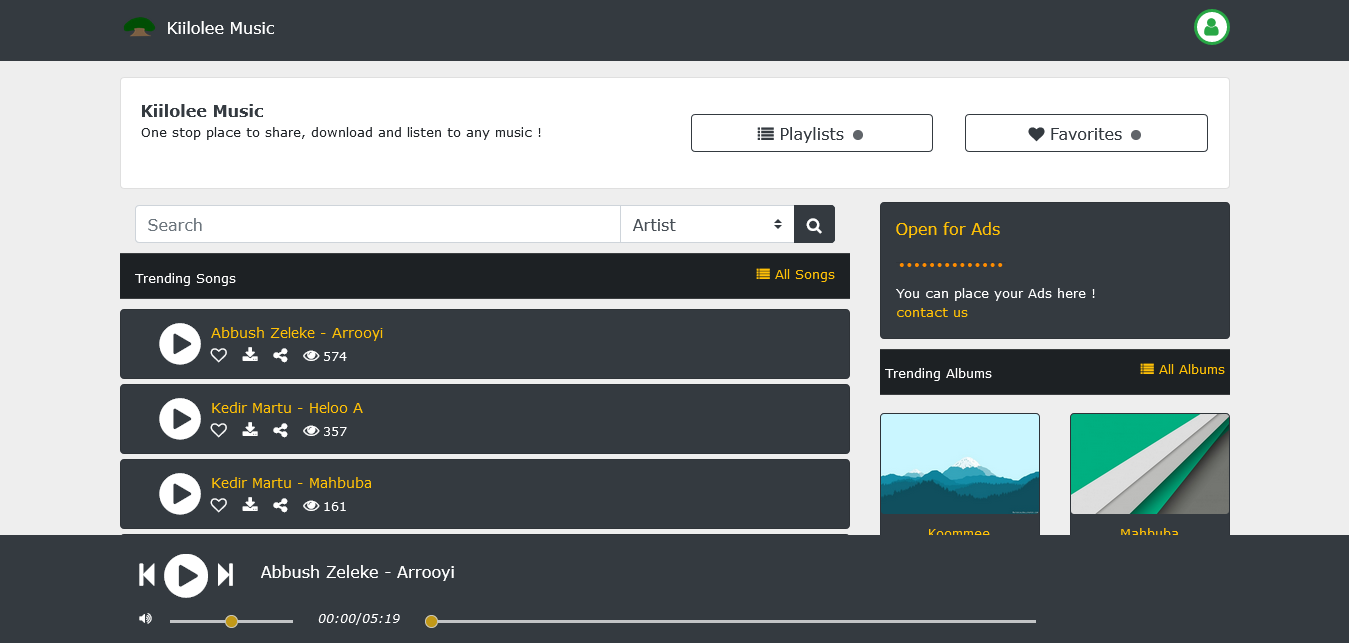 Kiilolee Music
Kiilolee Music
One stop place to share, download and listen to any music !
Playlists
Favorites
Search
Artist
Trending Songs
All Songs
Abbush Zeleke - Arrooyi
574
Kedir Martu - Heloo A
357
Kedir Martu - Mahbuba
161
Open for Ads
You can place your Ads here !
contact us
Trending Albums
All Albums
Koommee
Mahbuba
Abbush Zeleke - Arrooyi
00:00/05:19